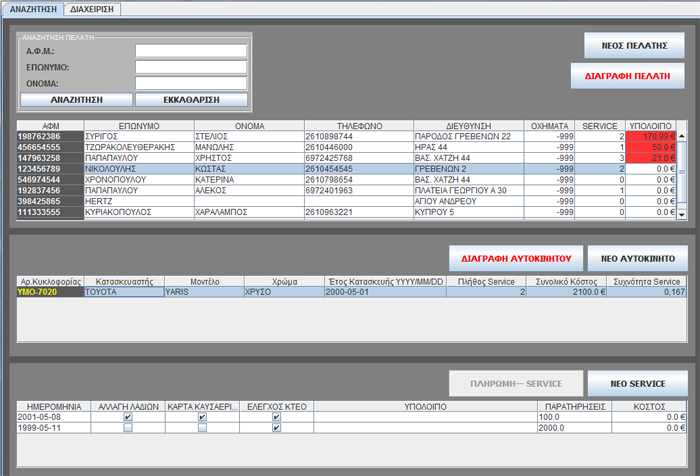 ΑΝΑΖΗΤΗΣΗ ΔΙΑΧΕΙΡΙΣΗ
ΑΝΑΖΗΤΗΣΗ ΠΕΛΑΤΗ
Α.Φ.Μ.:
ΕΠΩΝΥΜΟ:
ΟΝΟΜΑ:
ΑΝΑΖΗΤΗΣΗ ΕΚΚΑΘΑΡΙΣΗ
ΝΕΟΣ ΠΕΛΑΤΗΣ
ΔΙΑΓΡΑΦΗ ΠΕΛΑΤΗ
ΑΦΜ ΕΠΩΝΥΜΟ ΟΝΟΜΑ ΤΗΛΕΦΩΝΟ ΔΙΕΥΘΥΝΣΗ ΟΧΗΜΑΤΑ SERVICE ΥΠΟΛΟΙΠΟ
198762386 ΣΥΡΙΓΟΣ ΣΤΕΛΙΟΣ 2610898744 ΠΑΡΟΔΟΣ ΓΡΕΒΕΝΩΝ 22 -999 2 170.99 €
456654555 ΤΖΩΡΑΚΟΛΕΥΘΕΡΑΚΗΣ ΜΑΝΩΛΗΣ 2610446000 ΗΡΑΣ 44 -999 1 50.0 €
147963258 ΠΑΠΑΠΑΥΛΟΥ ΧΡΗΣΤΟΣ 6972425768 ΒΑΣ. ΧΑΤΖΗ 44 -999 3 21.0 €
123456789 ΝΙΚΟΛΟΥΛΗΣ ΚΩΣΤΑΣ 2610454545 ΓΡΕΒΕΝΩΝ 2 -999 2 0.0 €
546974544 ΧΡΟΝΟΠΟΥΛΟΥ ΚΑΤΕΡΙΝΑ 2610798654 ΒΑΣ. ΧΑΤΖΗ 44 -999 0 0.0 €
192837456 ΠΑΠΑΠΑΥΛΟΥ ΑΛΕΚΟΣ 6972401963 ΠΛΑΤΕΙΑ ΓΕΩΡΓΙΟΥ Α 30 -999 1 0.0 €
398425865 HERTZ ΑΓΙΟΥ ΑΝΔΡΕΟΥ -999 0 0.0 €
111333555 ΚΥΡΙΑΚΟΠΟΥΛΟΣ ΧΑΡΑΛΑΜΠΟΣ 2610963221 ΚΥΠΡΟΥ 5 -999 0 0.0 €
ΔΙΑΓΡΑΦΗ ΑΥΤΟΚΙΝΗΤΟΥ ΝΕΟ ΑΥΤΟΚΙΝΗΤΟ
Αρ.Κυκλοφορίας Κατασκευαστής Μοντέλο Χρώμα Έτος Κατασκευής YYYY/MM/DD Πλήθος Service Συνολικό Κόστος Συχνότητα Service
ΥΜΟ-7020 TOYOTA YARIS ΧΡΥΣΟ 2000-05-01 2 2100.0 € 0,167
ΠΛΗΡΩΜΗ--- SERVICE ΝΕΟ SERVICE
ΗΜΕΡΟΜΗΝΙΑ ΑΛΛΑΓΗ ΛΑΔΙΩΝ ΚΑΡΤΑ ΚΑΥΣΑΕΡΙ... ΕΛΕΓΧΟΣ ΚΤΕΟ ΥΠΟΛΟΙΠΟ ΠΑΡΑΤΗΡΗΣΕΙΣ ΚΟΣΤΟΣ
2001-05-08 100.0 0.0 €
1999-05-11 2000.0 0.0 €